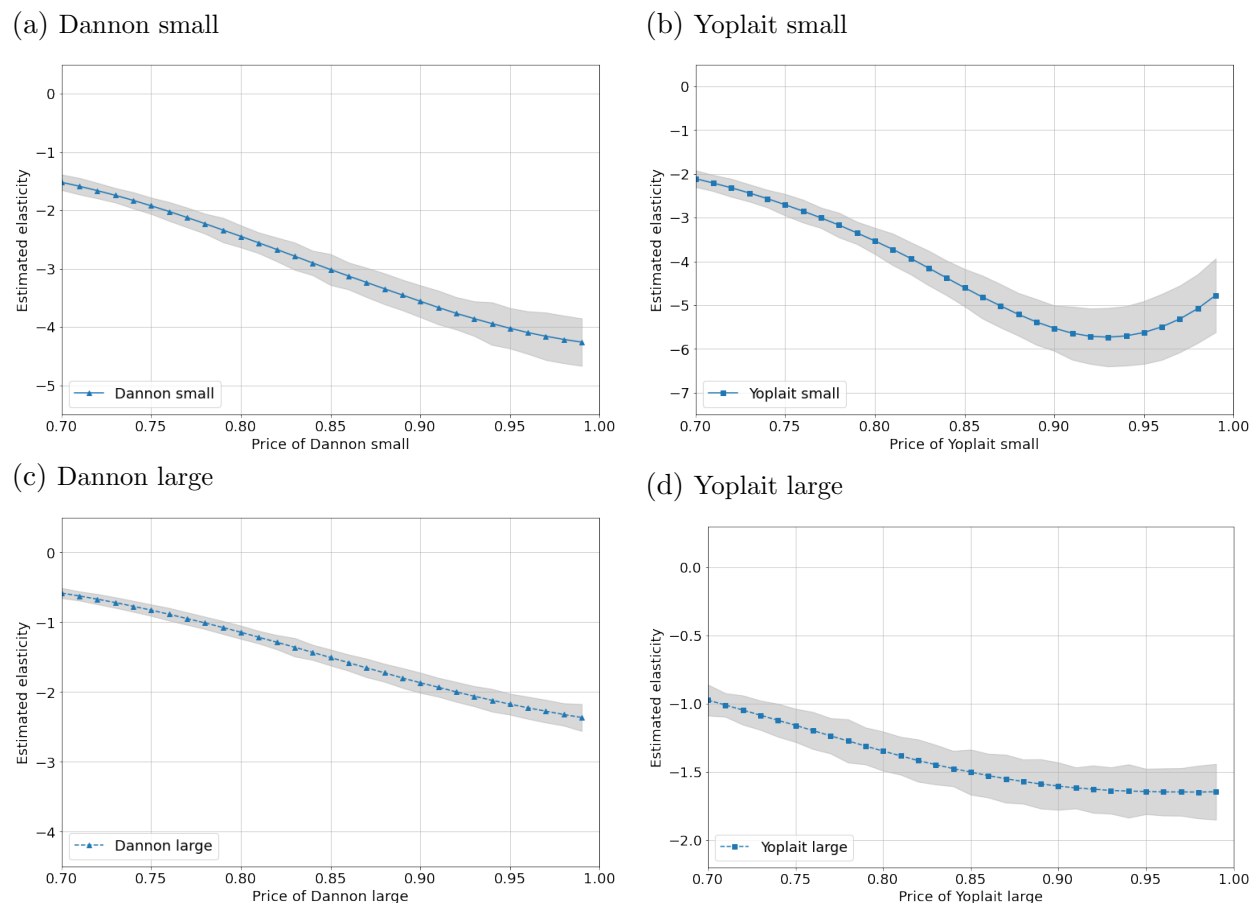 (a) Dannon small
0
−1
−2
−3
−4
−5
Estimated elasticity
Dannon small
0.70 0.75 0.80 0.85 0.90 0.95 1.00
Price of Dannon small
(b) Yoplait small
0
−1
−2
−3
−4
−5
−6
−7
Estimated elasticity
Yoplait small
0.70 0.75 0.80 0.85 0.90 0.95 1.00
Price of Yoplait small
(c) Dannon large
0
−1
−2
−3
−4
Estimated elasticity
Dannon large
0.70 0.75 0.80 0.85 0.90 0.95 1.00
Price of Dannon large
(d) Yoplait large
0.0
−0.5
−1.0
−1.5
−2.0
Estimated elasticity
Yoplait large
0.70 0.75 0.80 0.85 0.90 0.95 1.00
Price of Yoplait large